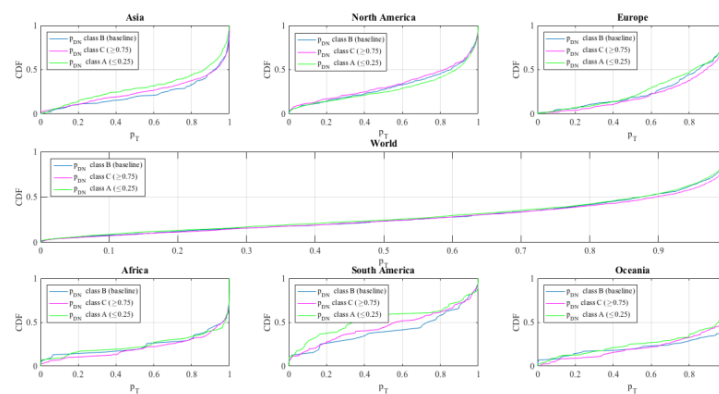 Asia
CDF
1
0.5
0
p_DN class B (baseline)
p_DN class C (≥0.75)
p_DN class A (≤0.25)
0 0.2 0.4 0.6 0.8 1
p_T
North America
CDF
1
0.5
0
p_DN class B (baseline)
p_DN class C (≥0.75)
p_DN class A (≤0.25)
0 0.2 0.4 0.6 0.8 1
p_T
Europe
CDF
1
0.5
0
p_DN class B (baseline)
p_DN class C (≥0.75)
p_DN class A (≤0.25)
0 0.2 0.4 0.6 0.8
p_T
World
CDF
1
0.5
0
p_DN class B (baseline)
p_DN class C (≥0.75)
p_DN class A (≤0.25)
0 0.1 0.2 0.3 0.4 0.5 0.6 0.7 0.8 0.9
p_T
Africa
CDF
1
0.5
0
p_DN class B (baseline)
p_DN class C (≥0.75)
p_DN class A (≤0.25)
0 0.2 0.4 0.6 0.8 1
p_T
South America
CDF
1
0.5
0
p_DN class B (baseline)
p_DN class C (≥0.75)
p_DN class A (≤0.25)
0 0.2 0.4 0.6 0.8 1
p_T
Oceania
CDF
1
0.5
0
p_DN class B (baseline)
p_DN class C (≥0.75)
p_DN class A (≤0.25)
0 0.2 0.4 0.6 0.8
p_T